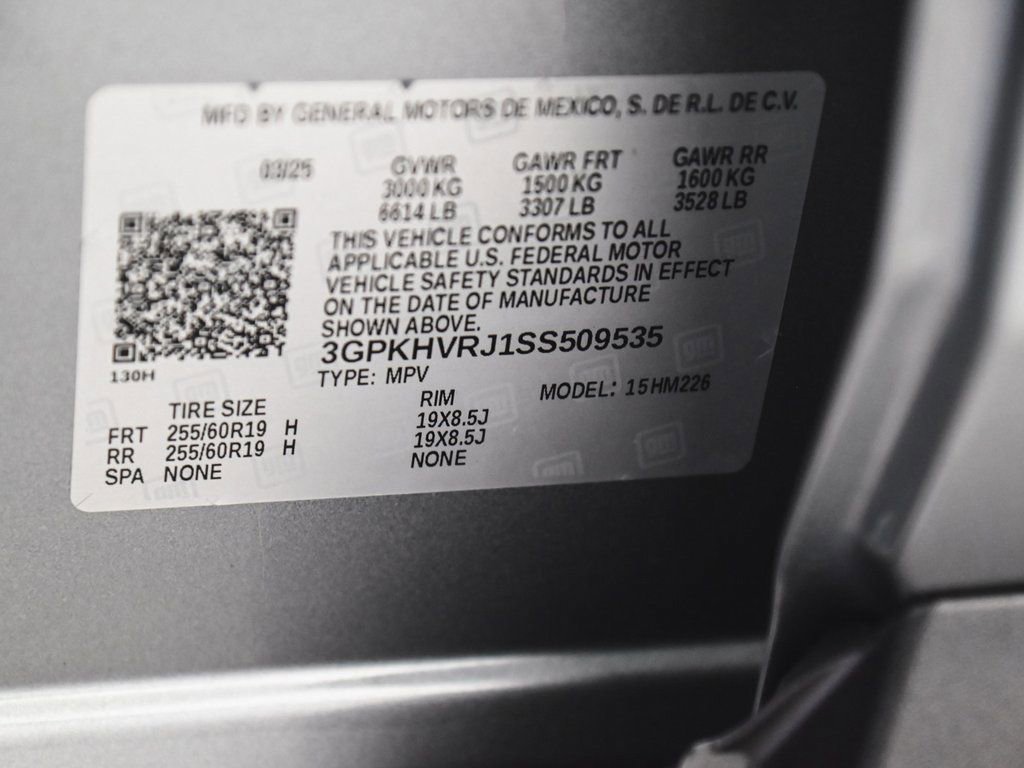 MFD BY GENERAL MOTORS DE MEXICO, S. DE R.L. DE C.V.
03/25 GVWR GAWR FRT GAWR RR
3000 KG 1500 KG 1600 KG
6614 LB 3307 LB 3528 LB
THIS VEHICLE CONFORMS TO ALL
APPLICABLE U.S. FEDERAL MOTOR
VEHICLE SAFETY STANDARDS IN EFFECT
ON THE DATE OF MANUFACTURE
SHOWN ABOVE.
3GPKHVRJ1SS509535
130H TYPE: MPV MODEL: 15HM226
TIRE SIZE RIM
FRT 255/60R19 H 19X8.5J
RR 255/60R19 H 19X8.5J
SPA NONE NONE
gm
gm
gm